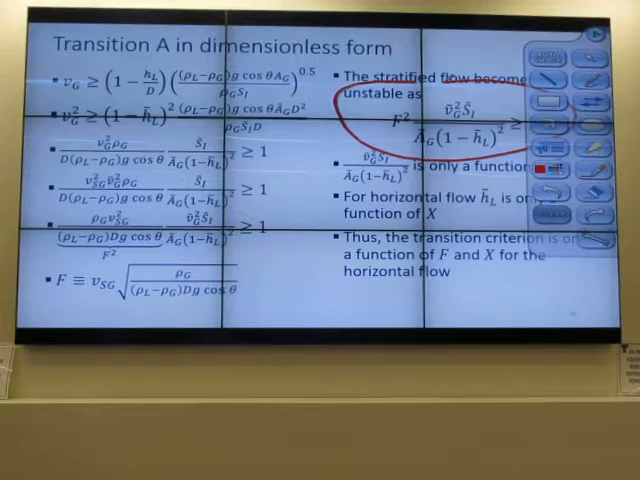 Transition A in dimensionless form
▪ v_G ≥ (1 − h_L/D) ((ρ_L−ρ_G)g cos θA_G / ρ_G S_I)^0.5
▪ v_G^2 ≥ (1 − h̃_L)^2 (ρ_L−ρ_G)g cos θÃ_G D^2 / ρ_G S̃_I D
▪ v_G^2 ρ_G / D(ρ_L−ρ_G)g cos θ S̃_I / Ã_G(1−h̃_L)^2 ≥ 1
▪ v_SG^2 ṽ_G^2 ρ_G / D(ρ_L−ρ_G)g cos θ S̃_I / Ã_G(1−h̃_L)^2 ≥ 1
▪ ρ_G v_SG^2 / (ρ_L−ρ_G)Dg cos θ ṽ_G^2 S̃_I / Ã_G(1−h̃_L)^2 ≥ 1
F^2
▪ F ≡ v_SG √(ρ_G / (ρ_L−ρ_G)Dg cos θ)
▪ The stratified flow become
unstable as
F^2 ṽ_G^2 S̃_I / Ã_G(1 − h̃_L)^2 ≥
▪ ṽ_G^2 S̃_I / Ã_G(1−h̃_L)^2 is only a function
▪ For horizontal flow h̃_L is only
function of X
▪ Thus, the transition criterion is on
a function of F and X for the
horizontal flow